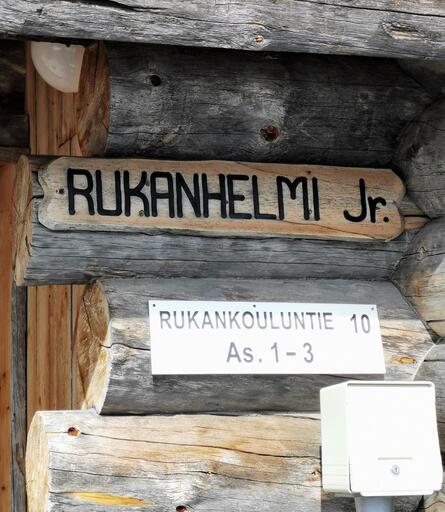 RUKANHELMI Jr.
RUKANKOULUNTIE 10
As. 1-3